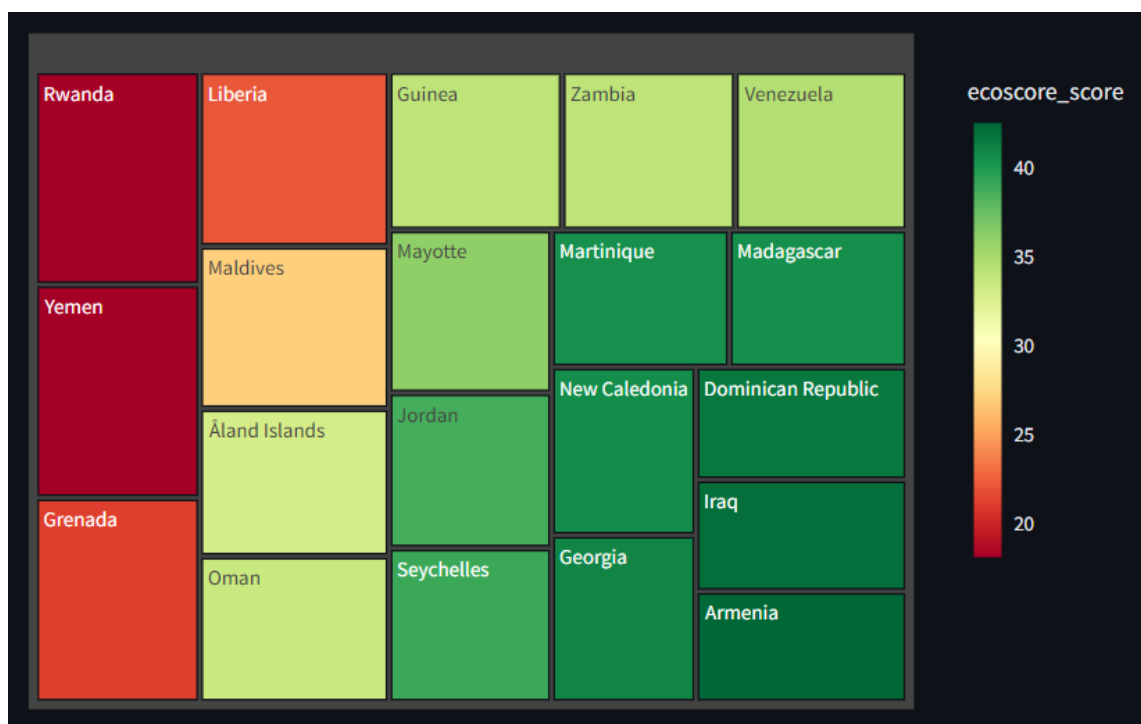 Rwanda
Liberia
Guinea
Zambia
Venezuela
ecoscore_score
Yemen
Maldives
Mayotte
Martinique
Madagascar
Åland Islands
Jordan
New Caledonia
Dominican Republic
Grenada
Oman
Seychelles
Georgia
Iraq
Armenia
40
35
30
25
20